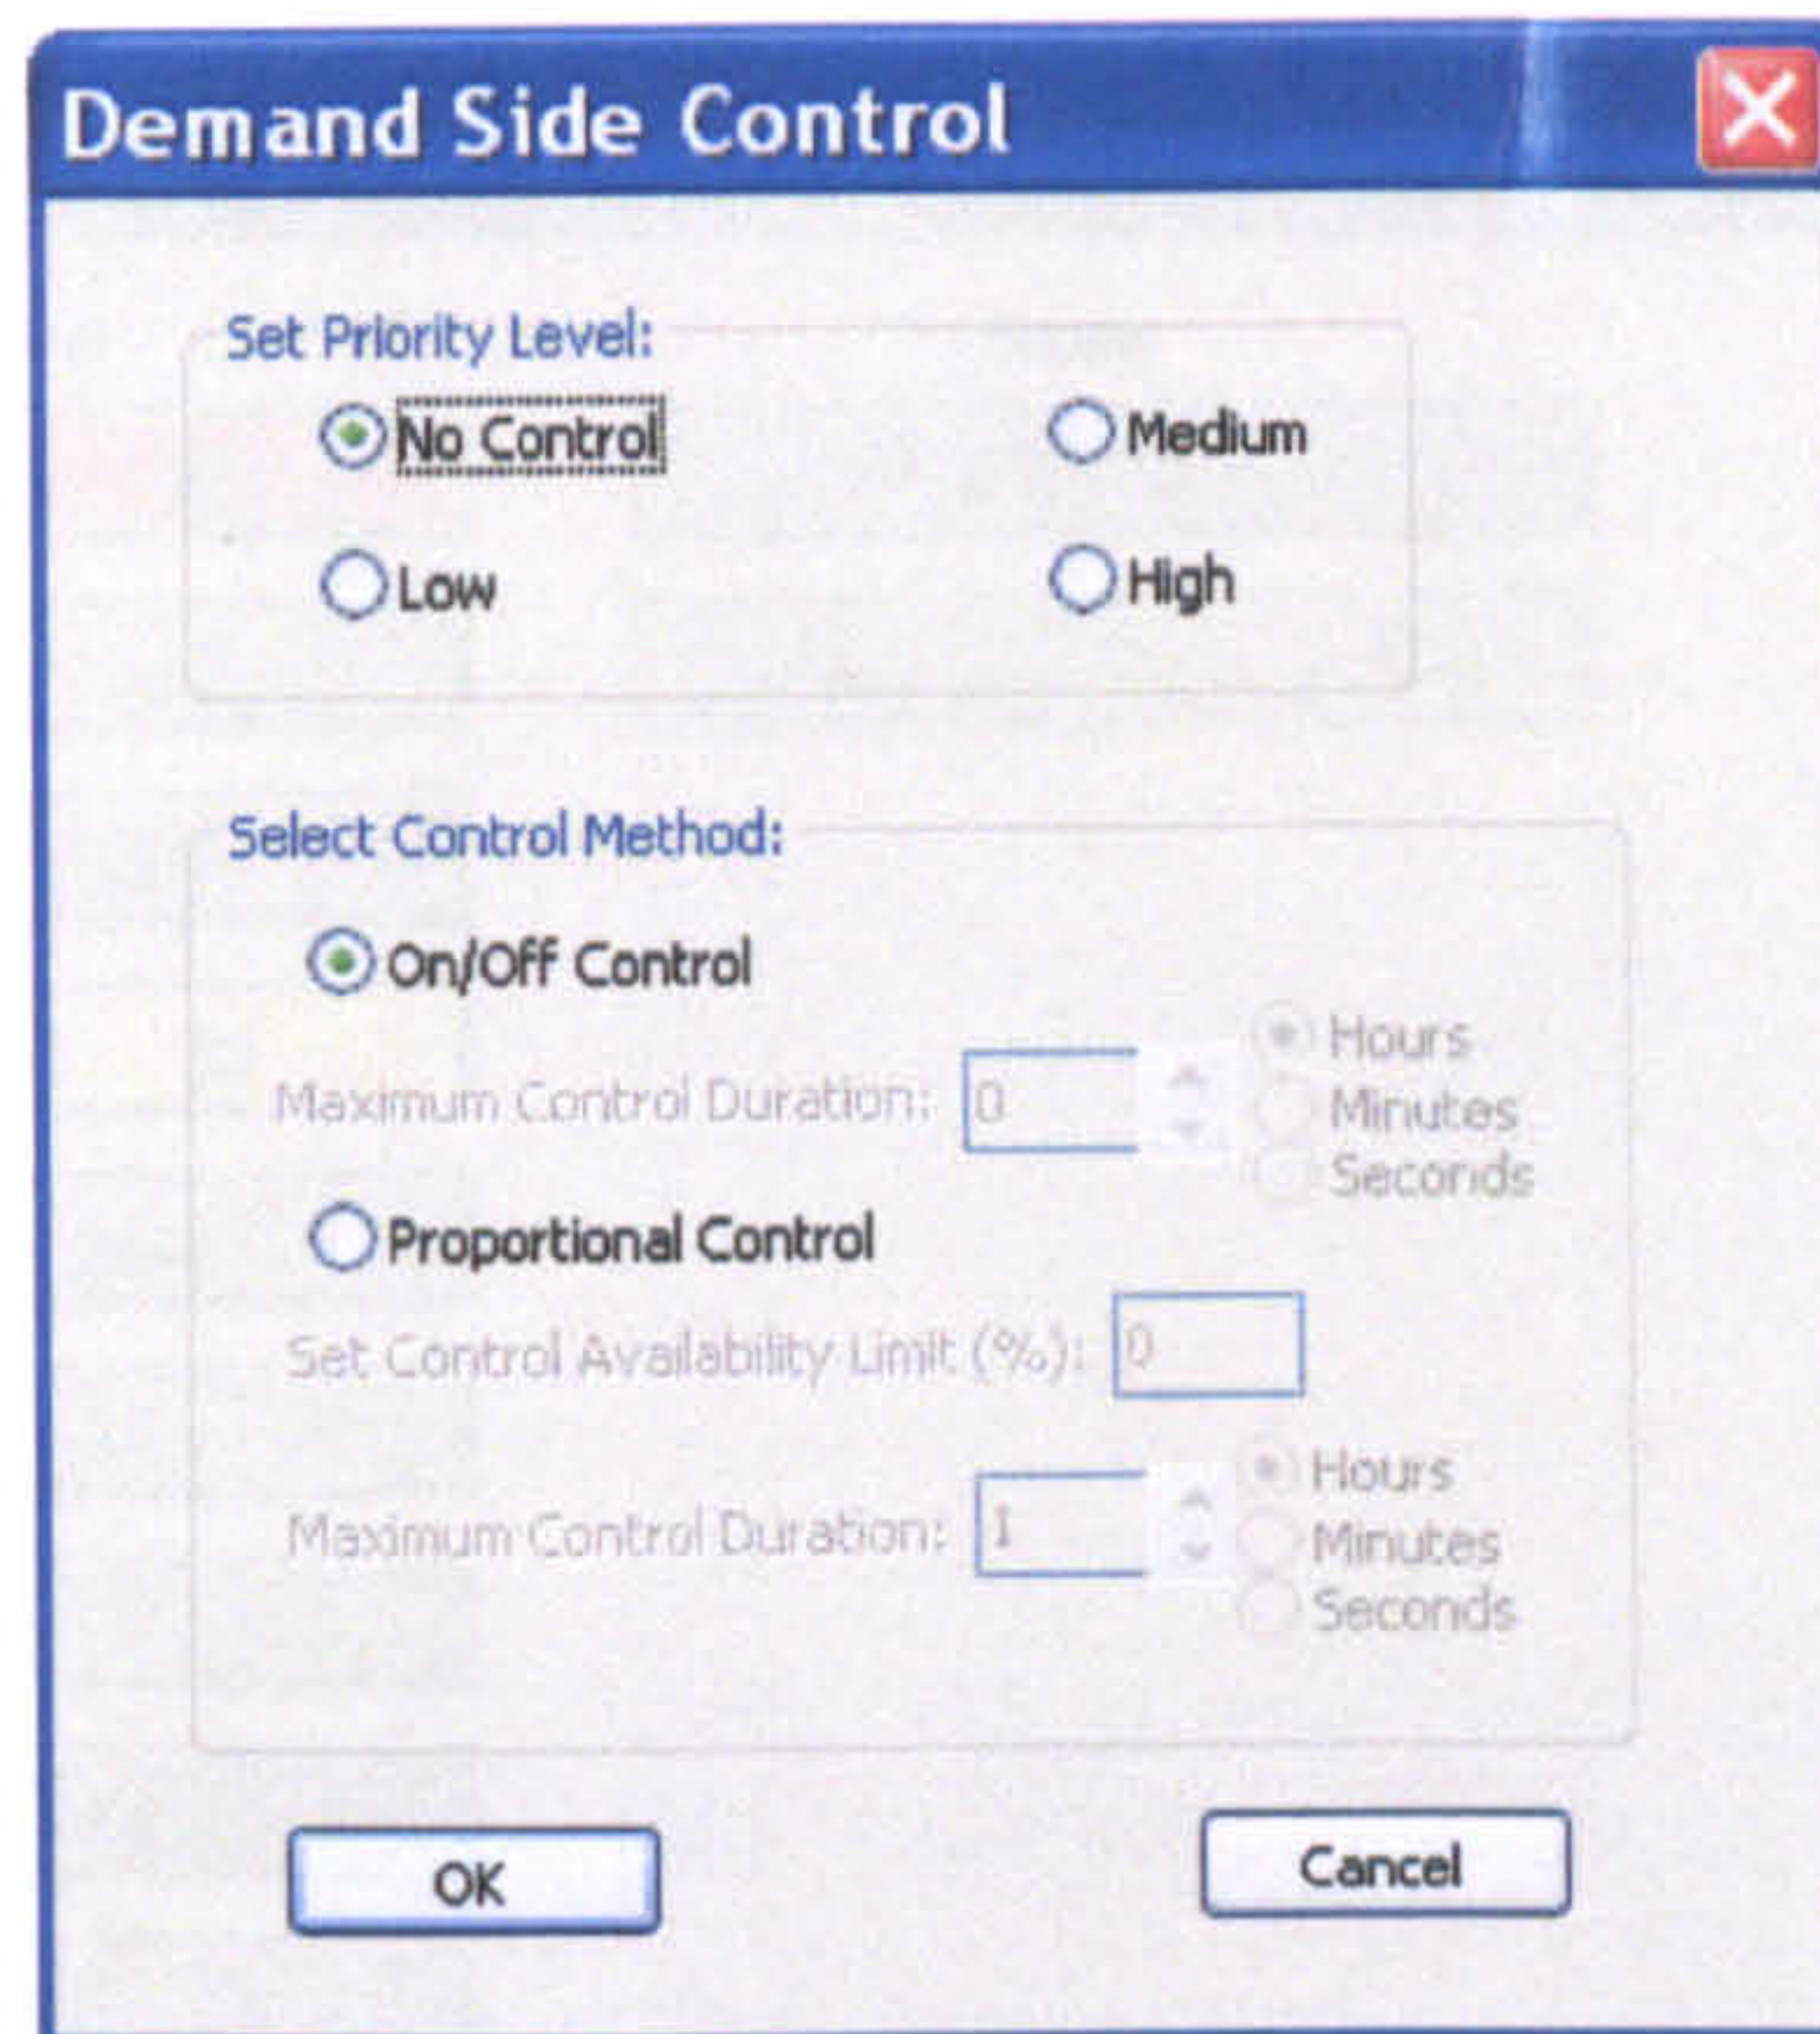 Demand Side Control
Set Priority Level:
No Control
Medium
Low
High
Select Control Method:
On/Off Control
Maximum Control Duration: 0
Hours
Minutes
Seconds
Proportional Control
Set Control Availability Limit (%): 0
Maximum Control Duration: 1
Hours
Minutes
Seconds
OK
Cancel